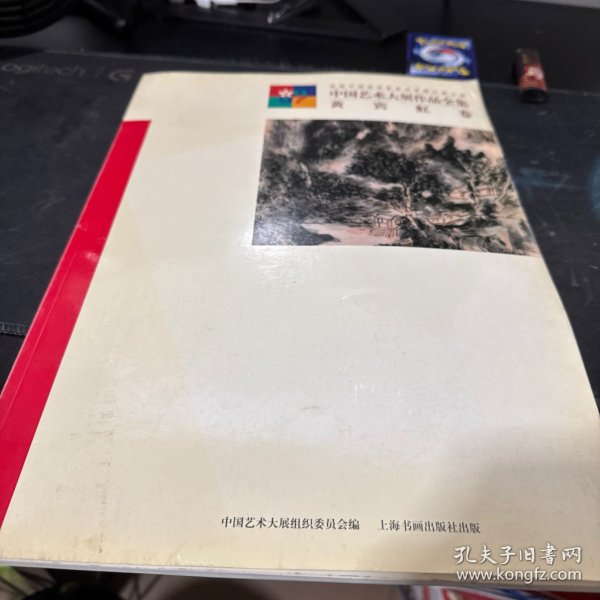 logitech G
中国艺术大展作品全集
黄宾虹卷
中国艺术大展组织委员会编 上海书画出版社出版
孔夫子旧书网
www.kongfz.com